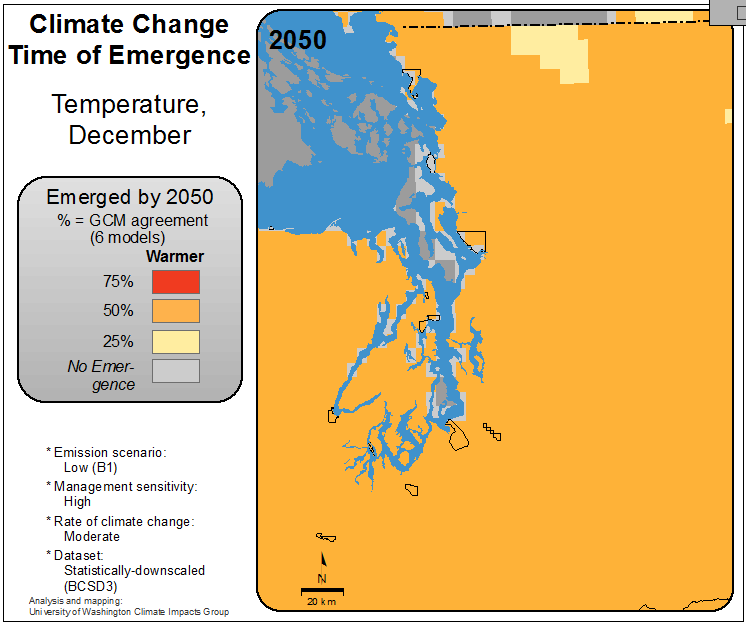 Climate Change
Time of Emergence
Temperature,
December
Emerged by 2050
% = GCM agreement
(6 models)
Warmer
75%
50%
25%
No Emer-
gence
* Emission scenario:
Low (B1)
* Management sensitivity:
High
* Rate of climate change:
Moderate
* Dataset:
Statistically-downscaled
(BCSD3)
Analysis and mapping:
University of Washington Climate Impacts Group
2050
N
20 km